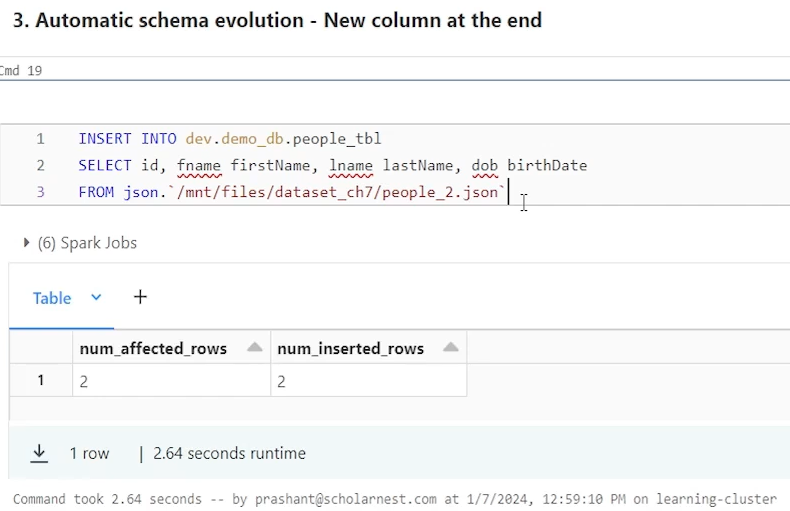 3. Automatic schema evolution - New column at the end
Cmd 19
1 INSERT INTO dev.demo_db.people_tbl
2 SELECT id, fname firstName, lname lastName, dob birthDate
3 FROM json.`/mnt/files/dataset_ch7/people_2.json`
(6) Spark Jobs
Table +
num_affected_rows num_inserted_rows
1 2 2
1 row | 2.64 seconds runtime
Command took 2.64 seconds -- by prashant@scholarnest.com at 1/7/2024, 12:59:10 PM on learning-cluster